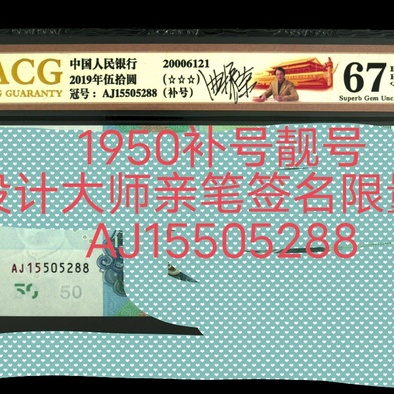 ACG
GUARANTY
中国人民银行
2019年伍拾圆
冠号：AJ15505288
20006121
(☆☆☆)
(补号)
67
Superb Gem Unc
1950补号靓号
设计大师亲笔签名限量
AJ15505288
AJ15505288
50
50